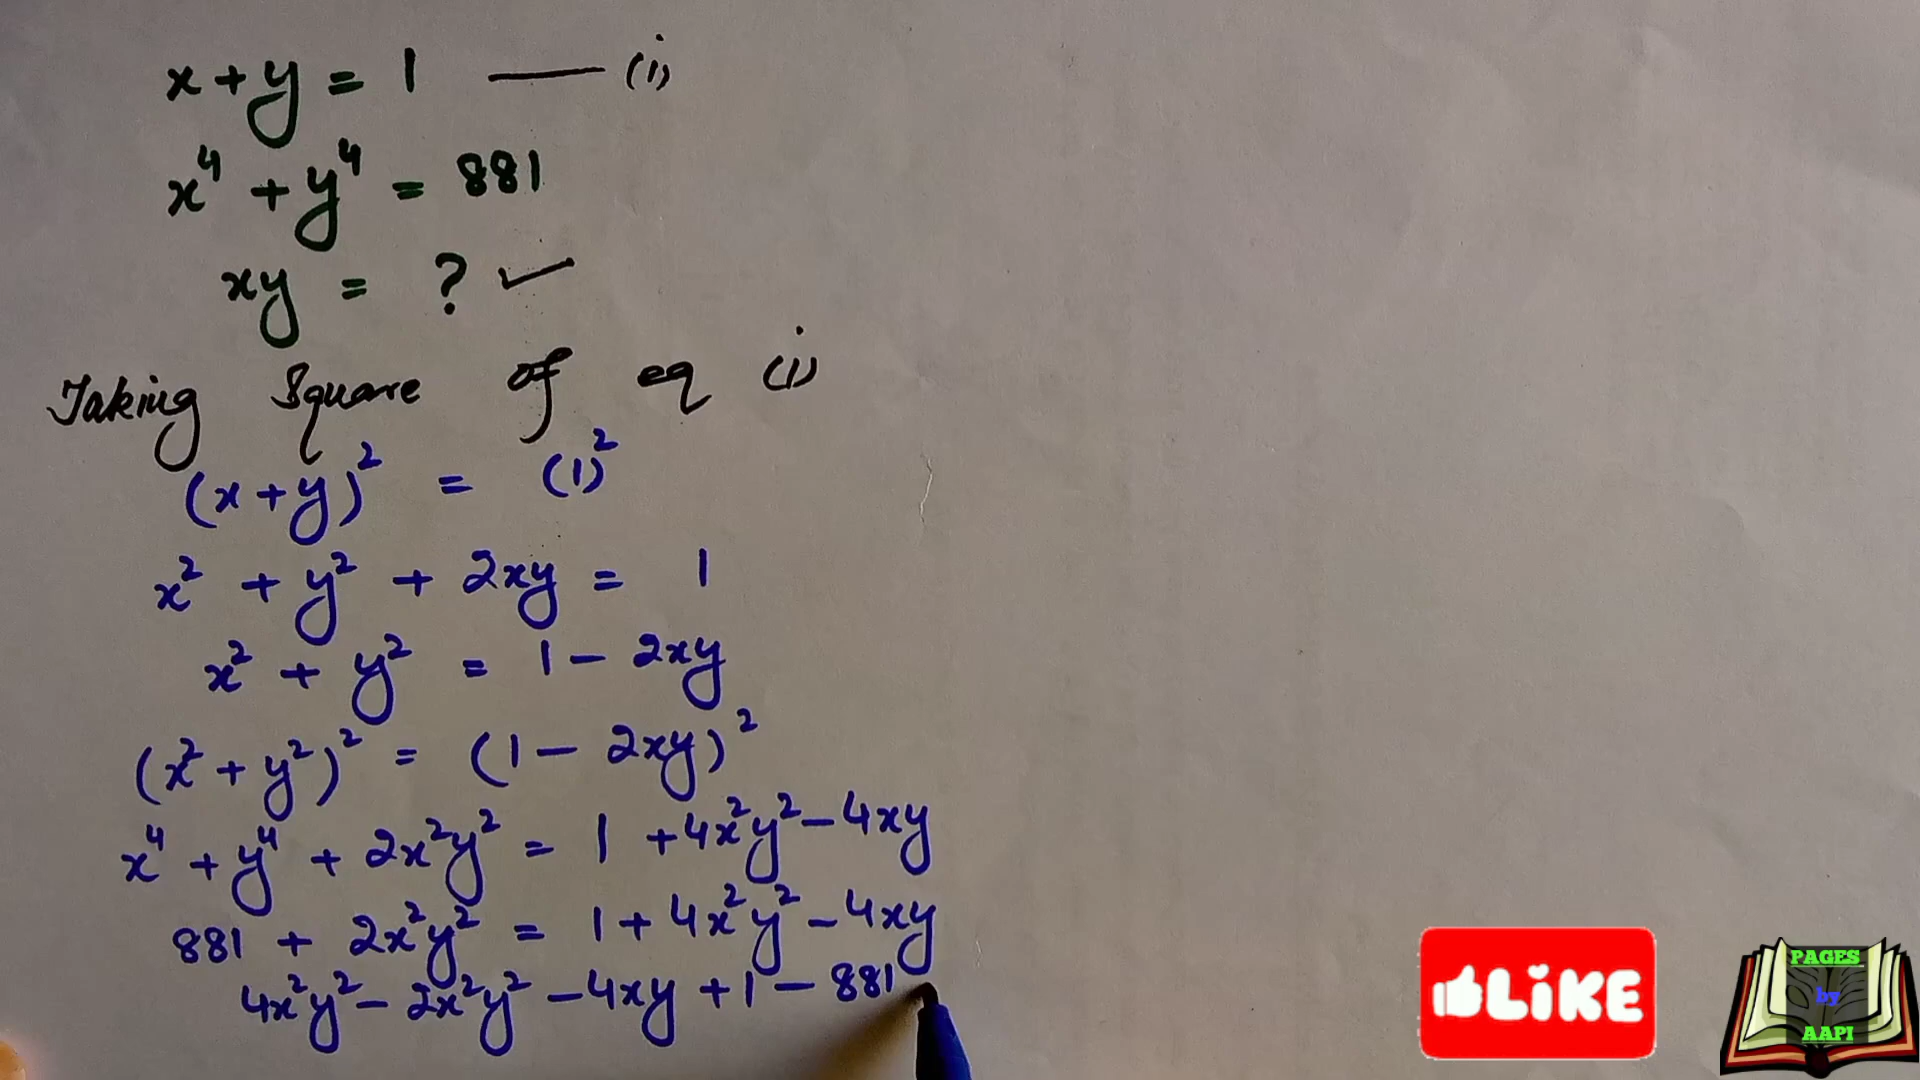 x + y = 1 —— (i)
x⁴ + y⁴ = 881
xy = ? ✓
Taking Square of eq (i)
(x + y)² = (1)²
x² + y² + 2xy = 1
x² + y² = 1 - 2xy
(x² + y²)² = (1 - 2xy)²
x⁴ + y⁴ + 2x²y² = 1 + 4x²y² - 4xy
881 + 2x²y² = 1 + 4x²y² - 4xy
4x²y² - 2x²y² - 4xy + 1 - 881
LiKE
PAGES
by
AAPI